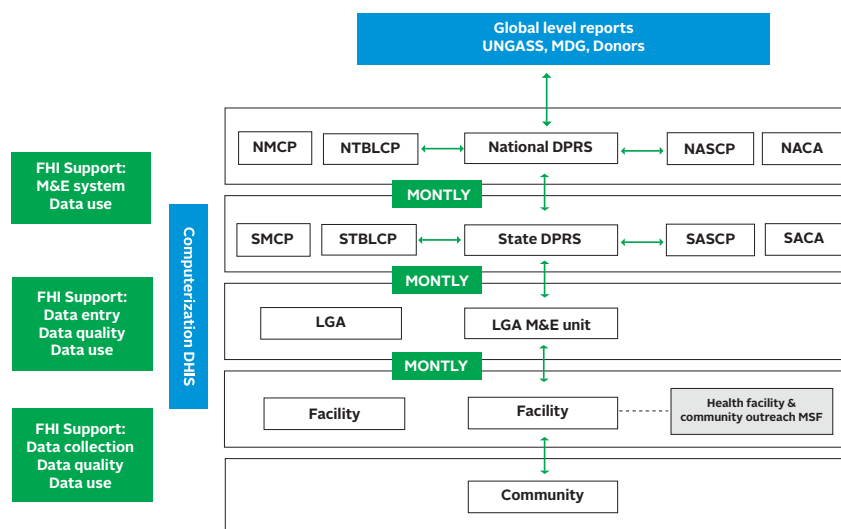 Global level reports
UNGASS, MDG, Donors
NMCP
NTBLCP
National DPRS
NASCP
NACA
FHI Support:
M&E system
Data use
MONTLY
Computerization DHIS
SMCP
STBLCP
State DPRS
SASCP
SACA
MONTLY
FHI Support:
Data entry
Data quality
Data use
LGA
LGA M&E unit
MONTLY
Facility
Facility
Health facility &
community outreach MSF
FHI Support:
Data collection
Data quality
Data use
Community